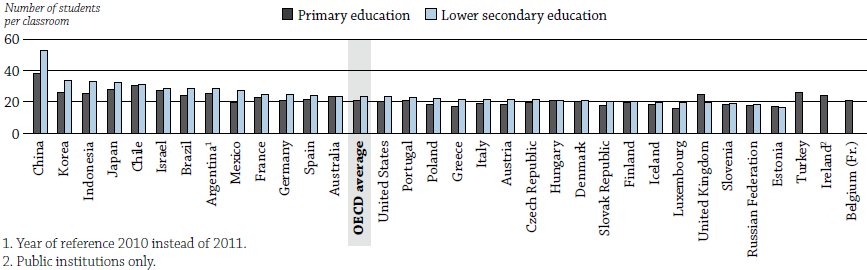 Number of students
per classroom
Primary education
Lower secondary education
60
40
20
0
China
Korea
Indonesia
Japan
Chile
Israel
Brazil
Argentina1
Mexico
France
Germany
Spain
Australia
OECD average
United States
Portugal
Poland
Greece
Italy
Austria
Czech Republic
Hungary
Denmark
Slovak Republic
Finland
Iceland
Luxembourg
United Kingdom
Slovenia
Russian Federation
Estonia
Turkey
Ireland2
Belgium (Fr.)
1. Year of reference 2010 instead of 2011.
2. Public institutions only.